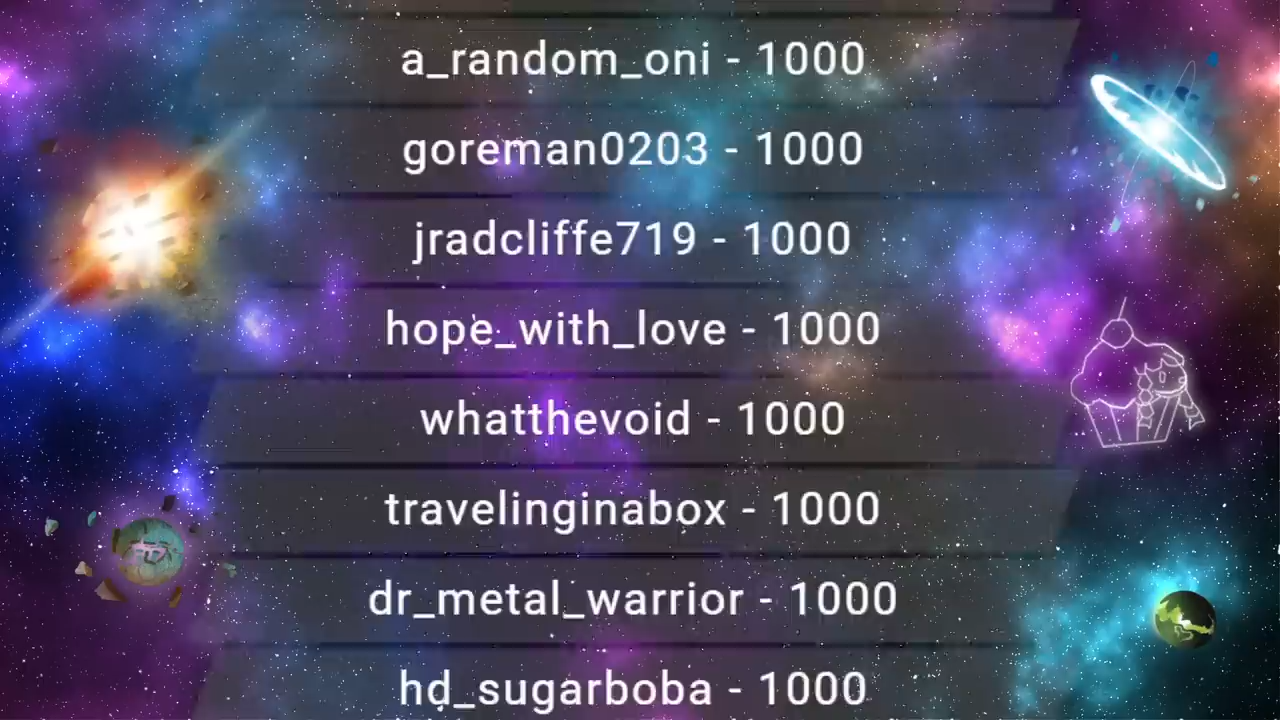 a_random_oni - 1000
goreman0203 - 1000
jradcliffe719 - 1000
hope_with_love - 1000
whatthevoid - 1000
travelinginabox - 1000
dr_metal_warrior - 1000
hd_sugarboba - 1000